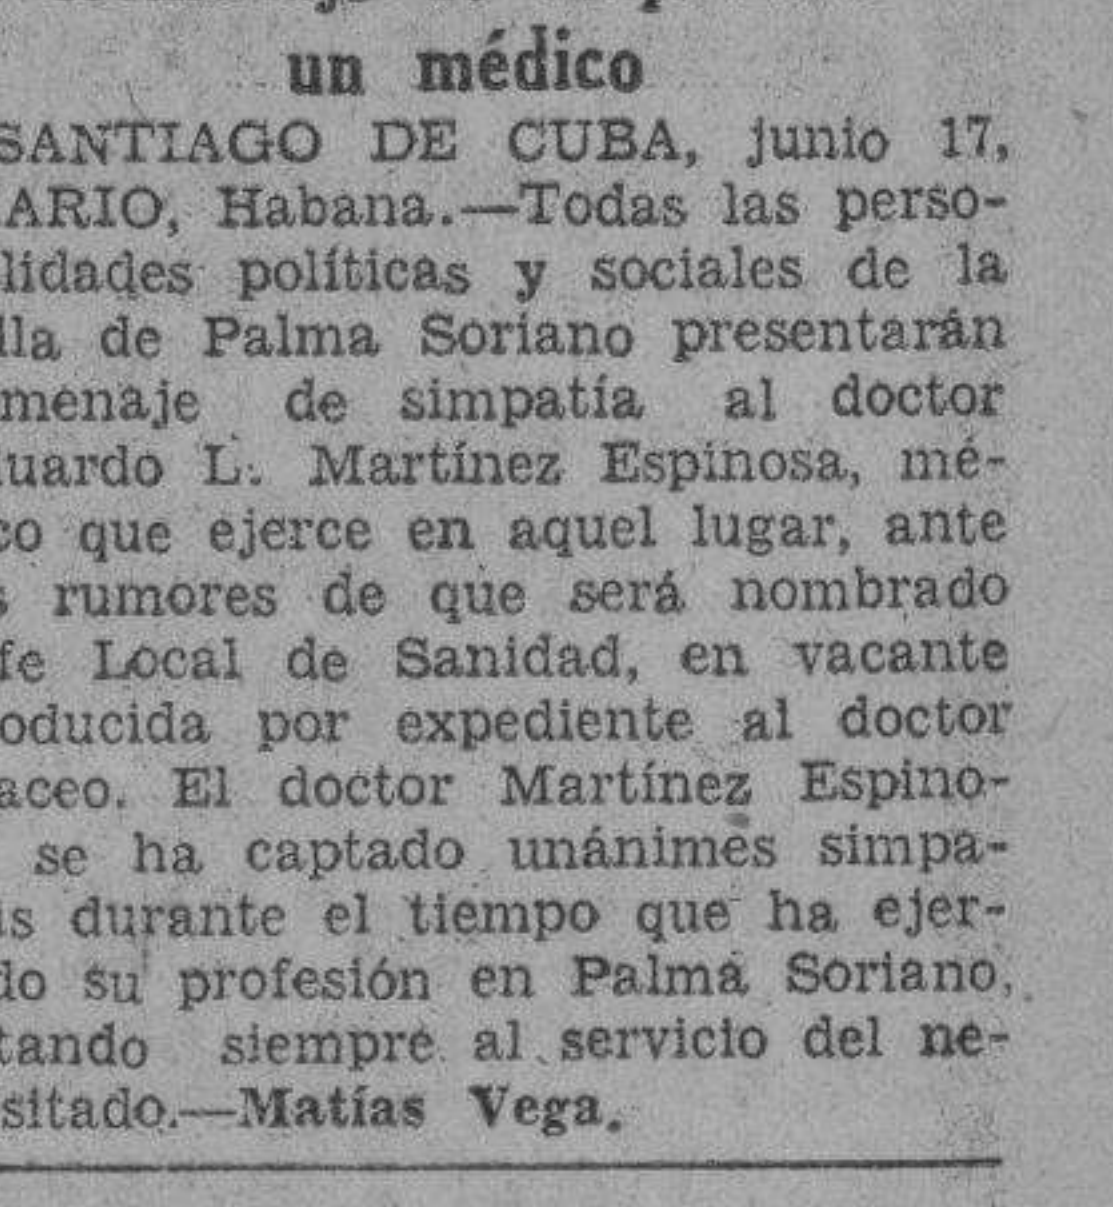 un médico
SANTIAGO DE CUBA, junio 17,
ARIO, Habana.—Todas las perso-
lidades políticas y sociales de la
lla de Palma Soriano presentarán
menaje de simpatía al doctor
uardo L. Martínez Espinosa, mé-
co que ejerce en aquel lugar, ante
s rumores de que será nombrado
fe Local de Sanidad, en vacante
oducida por expediente al doctor
aceo. El doctor Martínez Espino-
se ha captado unánimes simpa-
is durante el tiempo que ha ejer-
do su profesión en Palma Soriano,
tando siempre al servicio del ne-
sitado.—Matías Vega.